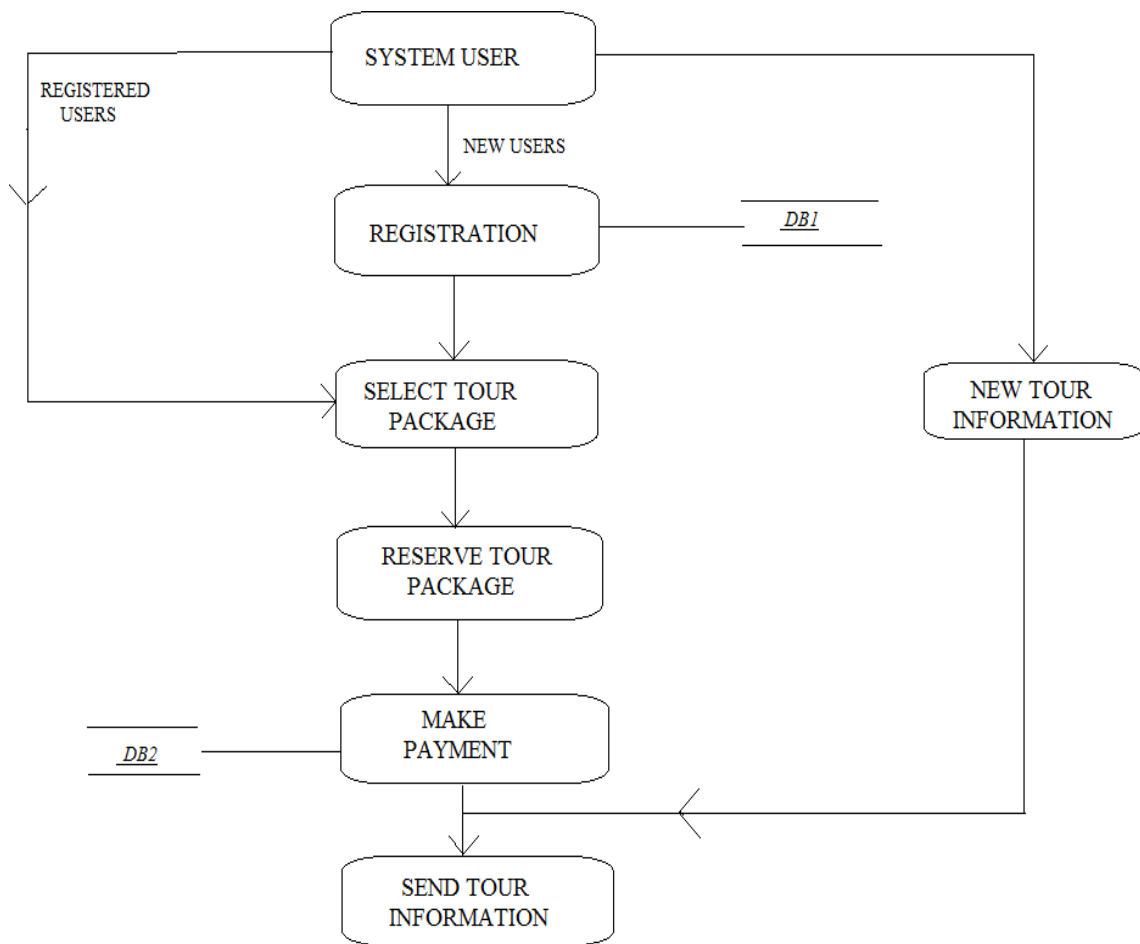 SYSTEM USER
REGISTERED
USERS
NEW USERS
REGISTRATION
DB1
SELECT TOUR
PACKAGE
NEW TOUR
INFORMATION
RESERVE TOUR
PACKAGE
MAKE
PAYMENT
DB2
SEND TOUR
INFORMATION